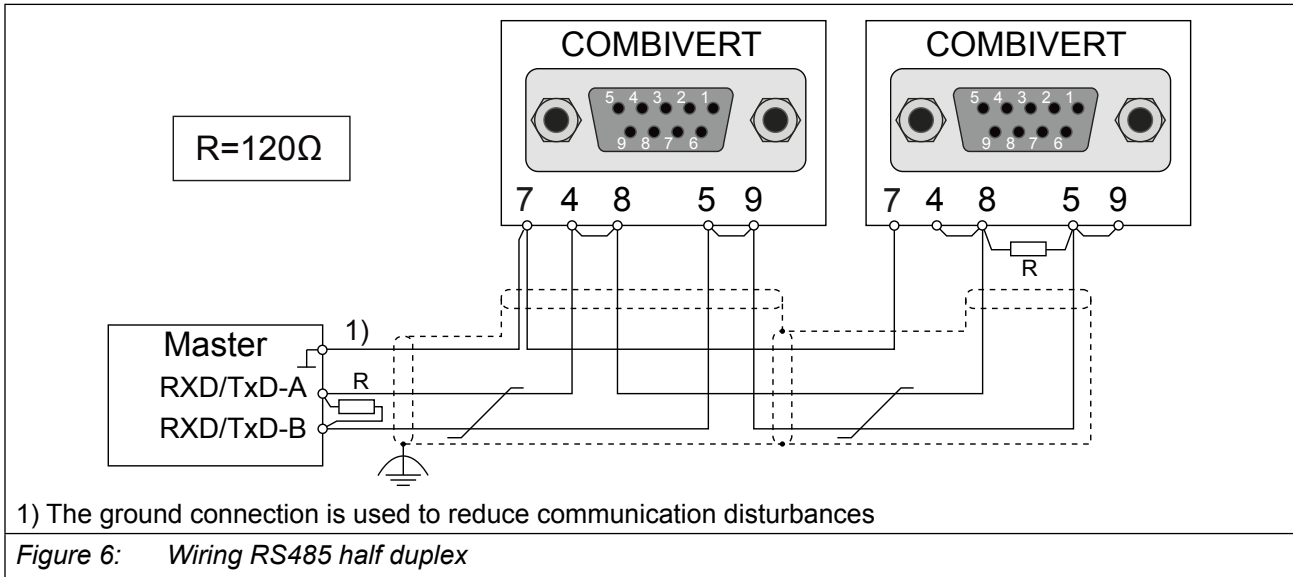 COMBIVERT
COMBIVERT
5 4 3 2 1
5 4 3 2 1
9 8 7 6
9 8 7 6
R=120Ω
7 4 8 5 9
7 4 8 5 9
R
1)
Master
RXD/TxD-A
R
RXD/TxD-B
1) The ground connection is used to reduce communication disturbances
Figure 6: Wiring RS485 half duplex